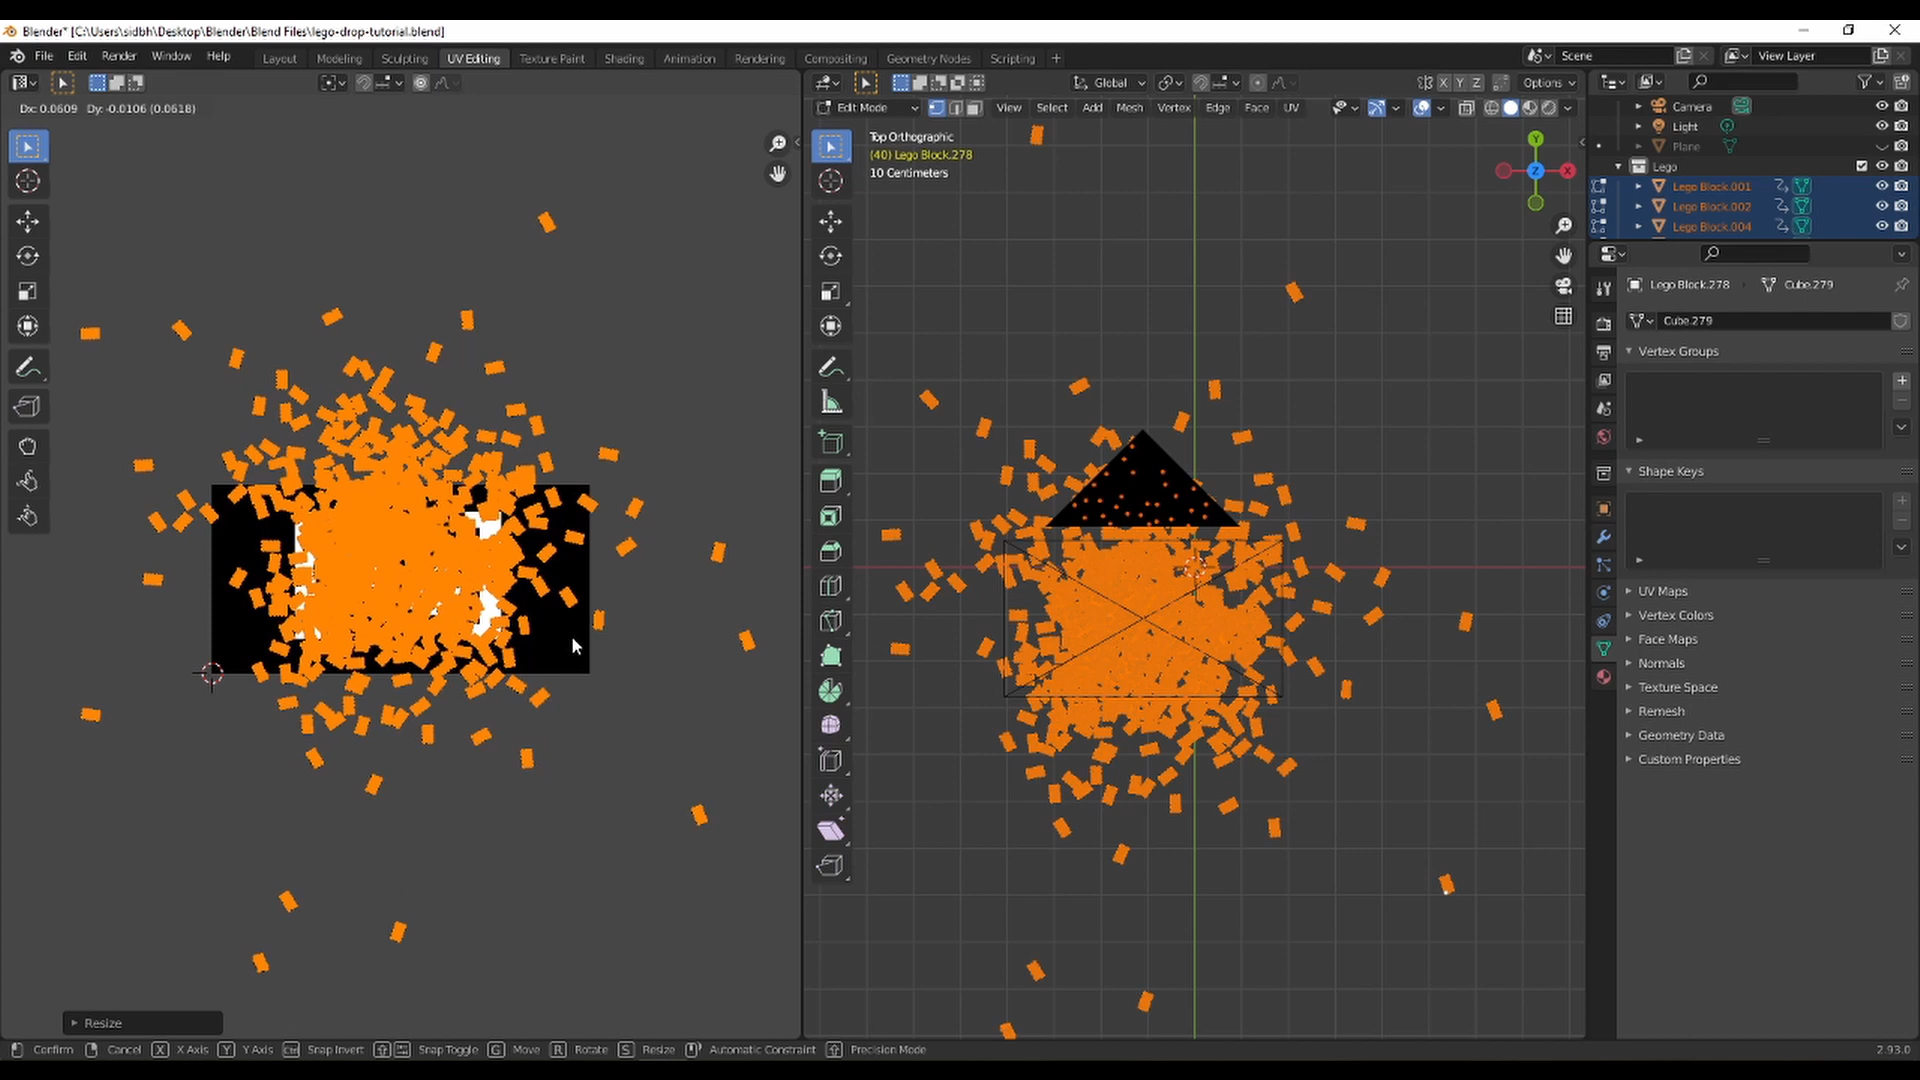 Blender* [C:\Users\sidbh\Desktop\Blender\Blend Files\lego-drop-tutorial.blend]
File Edit Render Window Help Layout Modeling Sculpting UV Editing Texture Paint Shading Animation Rendering Compositing Geometry Nodes Scripting + Scene View Layer
Global X Y Z Options
Dx: 0.0609 Dy: -0.0106 (0.0618)
Edit Mode View Select Add Mesh Vertex Edge Face UV
Camera
Light
Plane
Lego
Lego Block.001
Lego Block.002
Lego Block.004
Top Orthographic
(40) Lego Block.278
10 Centimeters
Y
Z X
Lego Block.278 Cube.279
Cube.279
Vertex Groups
Shape Keys
UV Maps
Vertex Colors
Face Maps
Normals
Texture Space
Remesh
Geometry Data
Custom Properties
Resize
Confirm Cancel X X Axis Y Y Axis Ctrl Snap Invert Snap Toggle G Move R Rotate S Resize Automatic Constraint Precision Mode 2.93.0